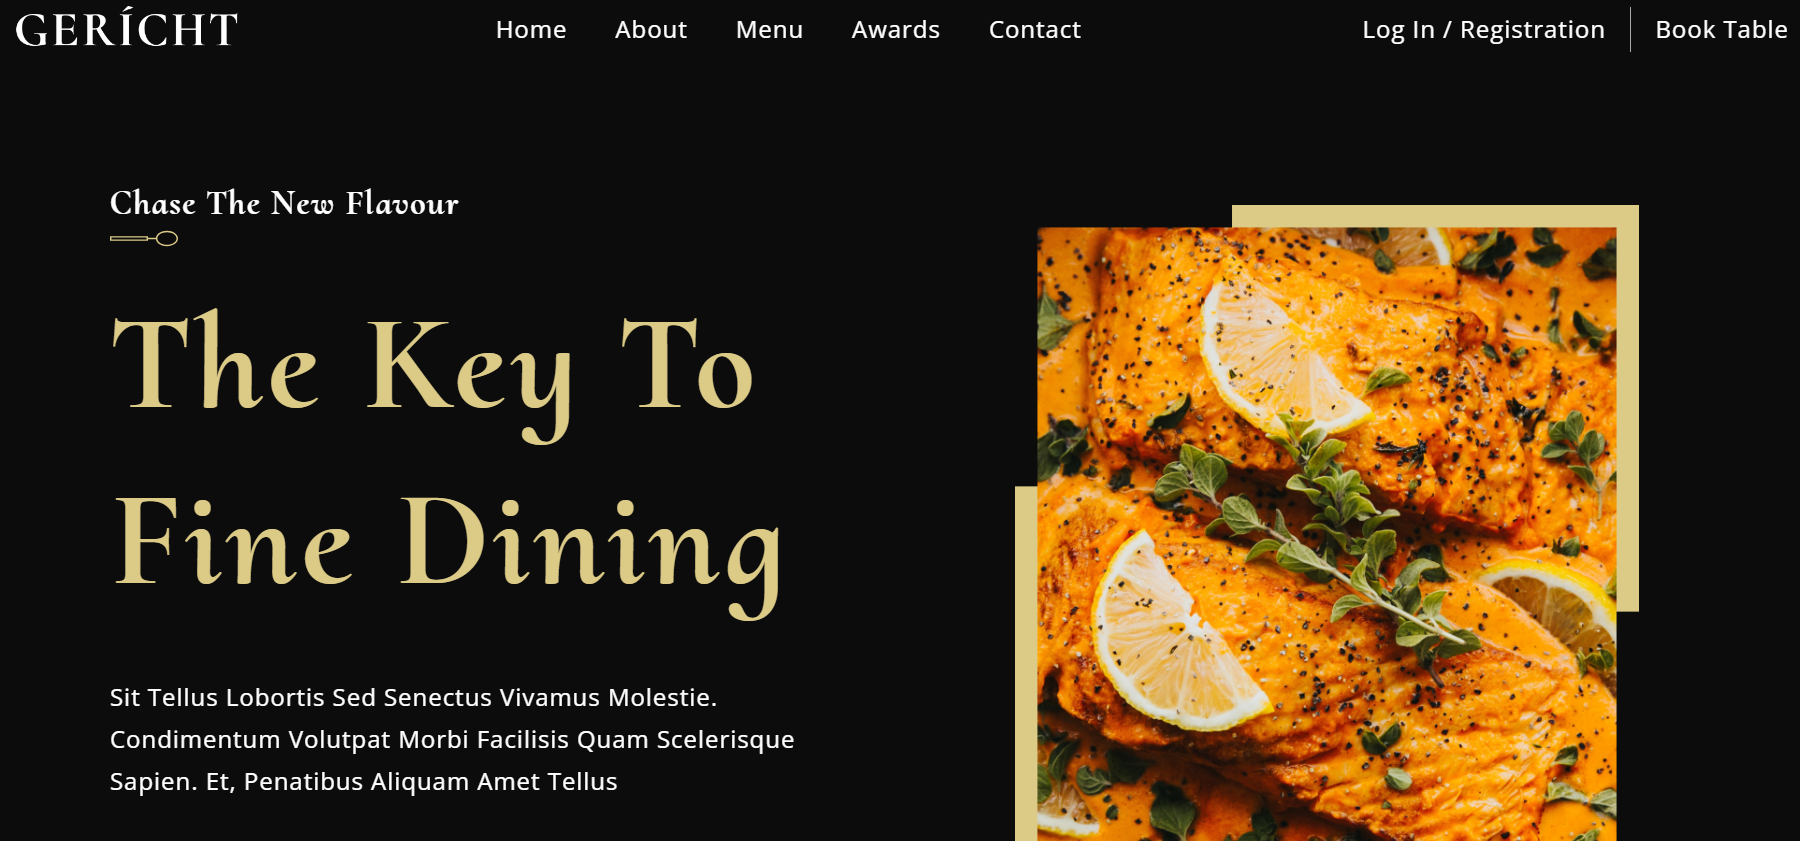 GERÍCHT
Home About Menu Awards Contact
Log In / Registration Book Table
Chase The New Flavour
The Key To
Fine Dining
Sit Tellus Lobortis Sed Senectus Vivamus Molestie.
Condimentum Volutpat Morbi Facilisis Quam Scelerisque
Sapien. Et, Penatibus Aliquam Amet Tellus